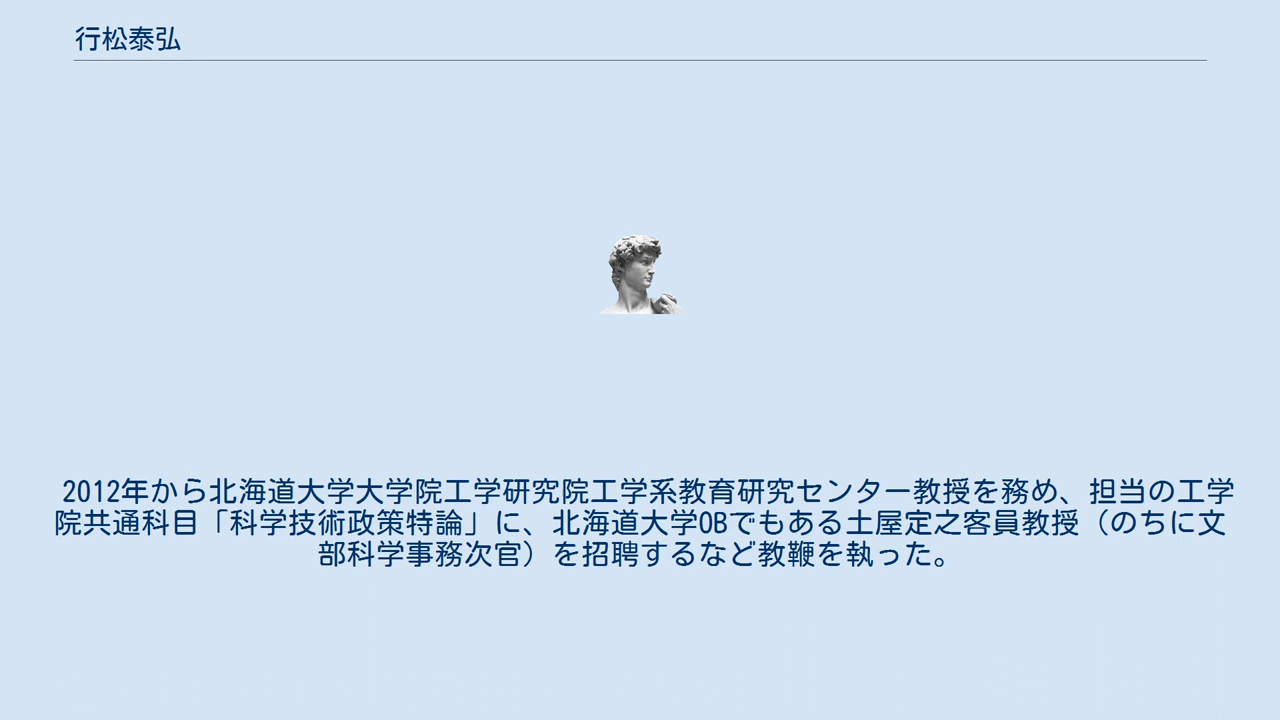 行松泰弘
2012年から北海道大学大学院工学研究院工学系教育研究センター教授を務め、担当の工学
院共通科目「科学技術政策特論」に、北海道大学OBでもある土屋定之客員教授（のちに文
部科学事務次官）を招聘するなど教鞭を執った。